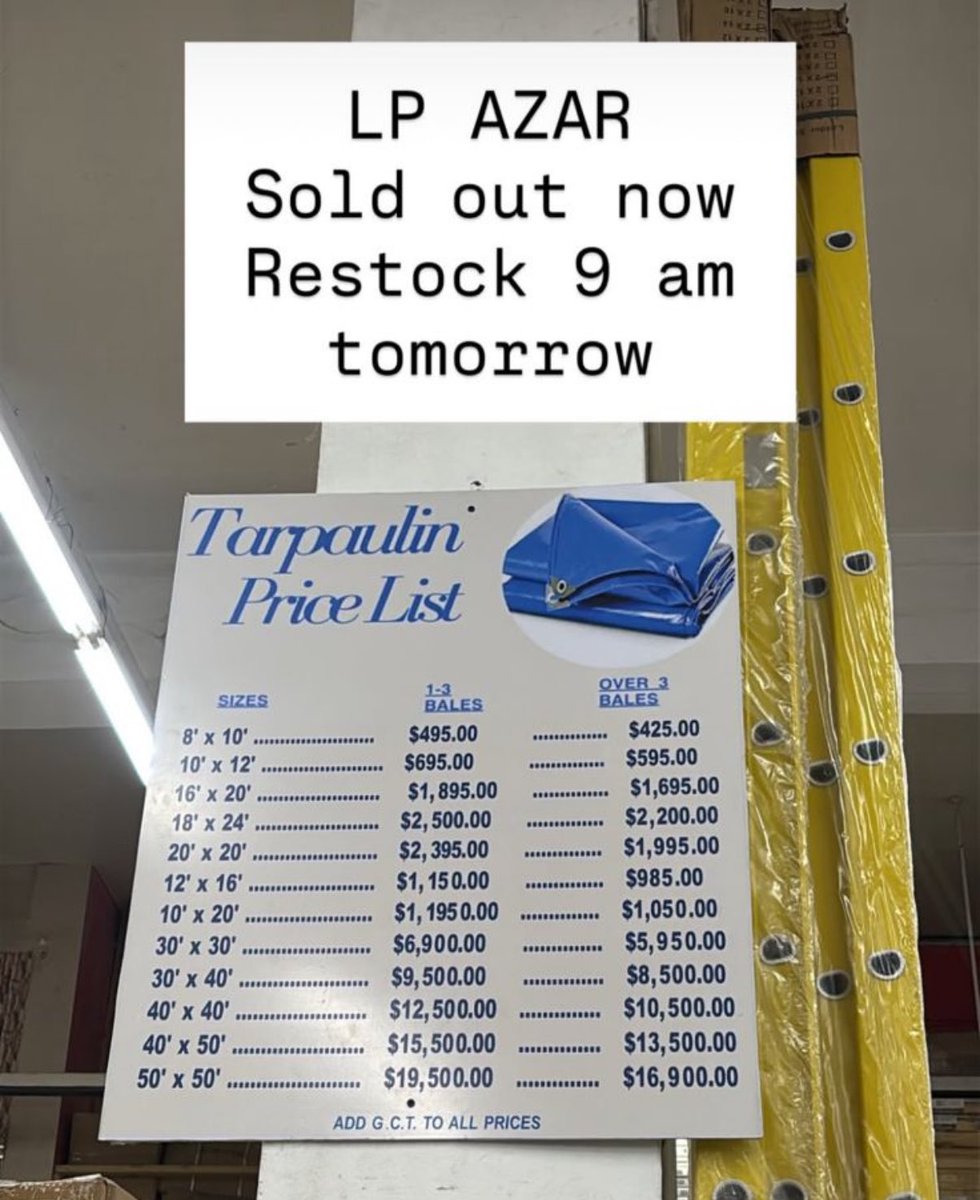 LP AZAR
Sold out now
Restock 9 am
tomorrow
Tarpaulin
Price List
SIZES 1-3 BALES OVER 3 BALES
8' x 10' ........................ $495.00 ............... $425.00
10' x 12' ........................ $695.00 ............... $595.00
16' x 20' ........................ $1,895.00 ............... $1,695.00
18' x 24' ........................ $2,500.00 ............... $2,200.00
20' x 20' ........................ $2,395.00 ............... $1,995.00
12' x 16' ........................ $1,150.00 ............... $985.00
10' x 20' ........................ $1,1950.00 ............... $1,050.00
30' x 30' ........................ $6,900.00 ............... $5,950.00
30' x 40' ........................ $9,500.00 ............... $8,500.00
40' x 40' ........................ $12,500.00 ............... $10,500.00
40' x 50' ........................ $15,500.00 ............... $13,500.00
50' x 50' ........................ $19,500.00 ............... $16,900.00
ADD G.C.T. TO ALL PRICES